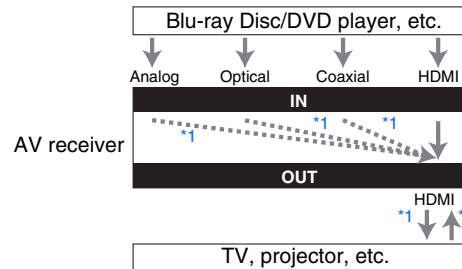 Blu-ray Disc/DVD player, etc.
Analog Optical Coaxial HDMI
IN
*1 *1 *1
AV receiver
OUT
HDMI
*1 *
TV, projector, etc.